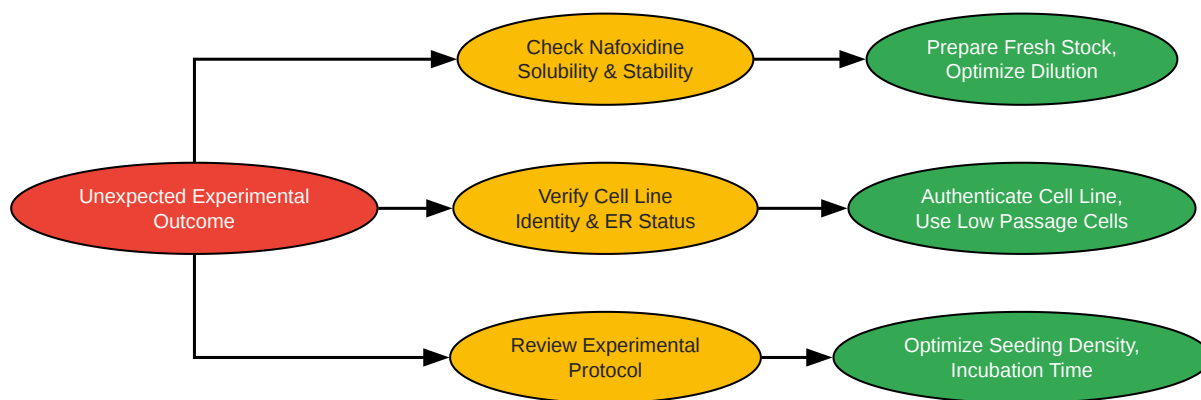 Check Nafoxidine
Solubility & Stability
Prepare Fresh Stock,
Optimize Dilution
Unexpected Experimental
Outcome
Verify Cell Line
Identity & ER Status
Authenticate Cell Line,
Use Low Passage Cells
Review Experimental
Protocol
Optimize Seeding Density,
Incubation Time